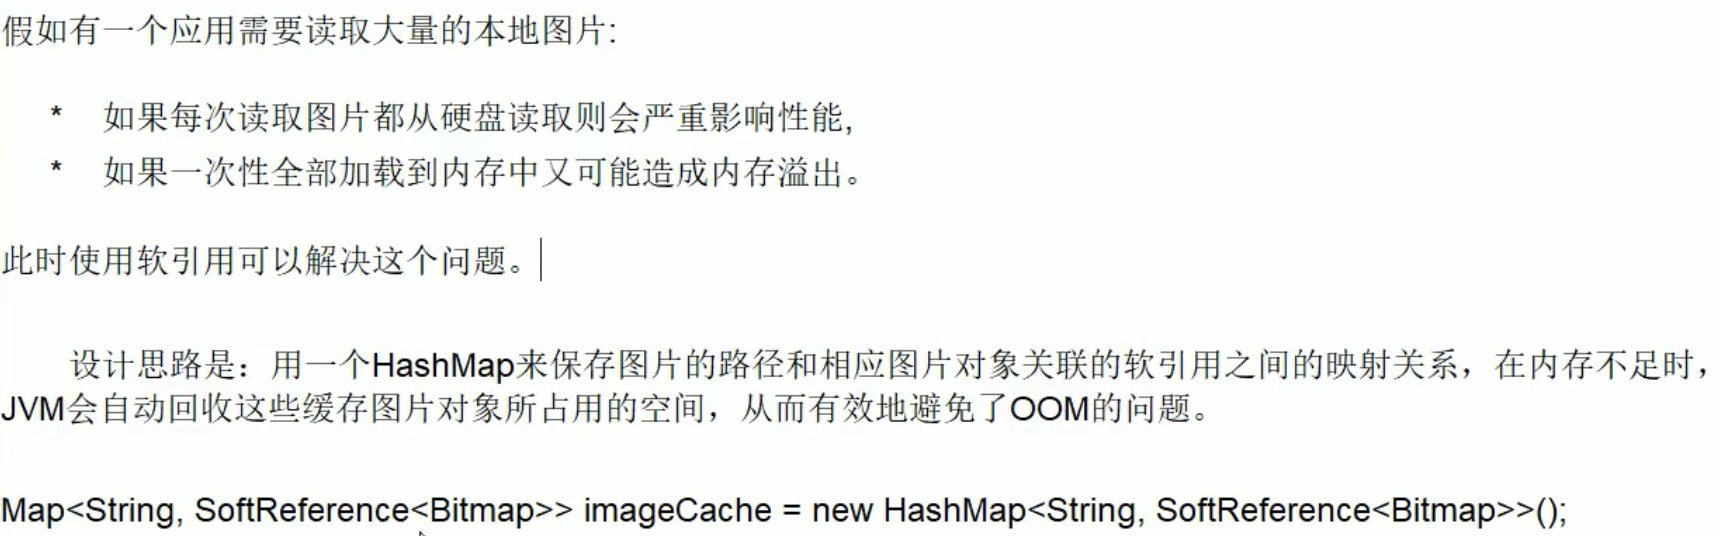 假如有一个应用需要读取大量的本地图片:
* 如果每次读取图片都从硬盘读取则会严重影响性能,
* 如果一次性全部加载到内存中又可能造成内存溢出。
此时使用软引用可以解决这个问题。
设计思路是：用一个HashMap来保存图片的路径和相应图片对象关联的软引用之间的映射关系，在内存不足时，
JVM会自动回收这些缓存图片对象所占用的空间，从而有效地避免了OOM的问题。
Map<String, SoftReference<Bitmap>> imageCache = new HashMap<String, SoftReference<Bitmap>>();